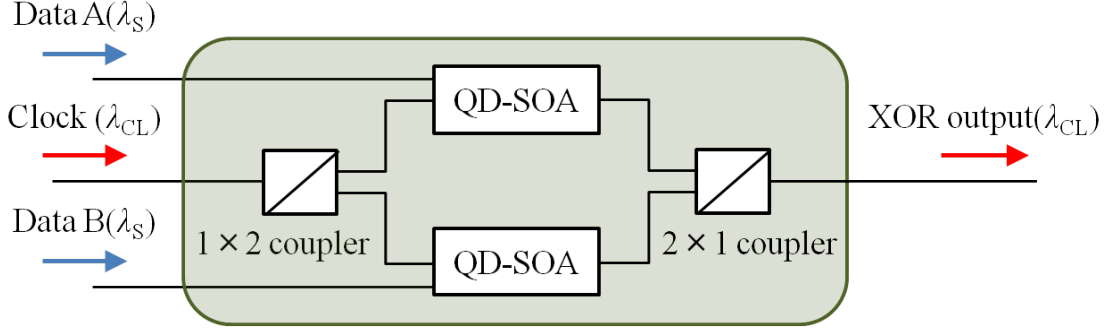 Data A(λS)
QD-SOA
Clock (λCL)
XOR output(λCL)
Data B(λS)
1 × 2 coupler
2 × 1 coupler
QD-SOA